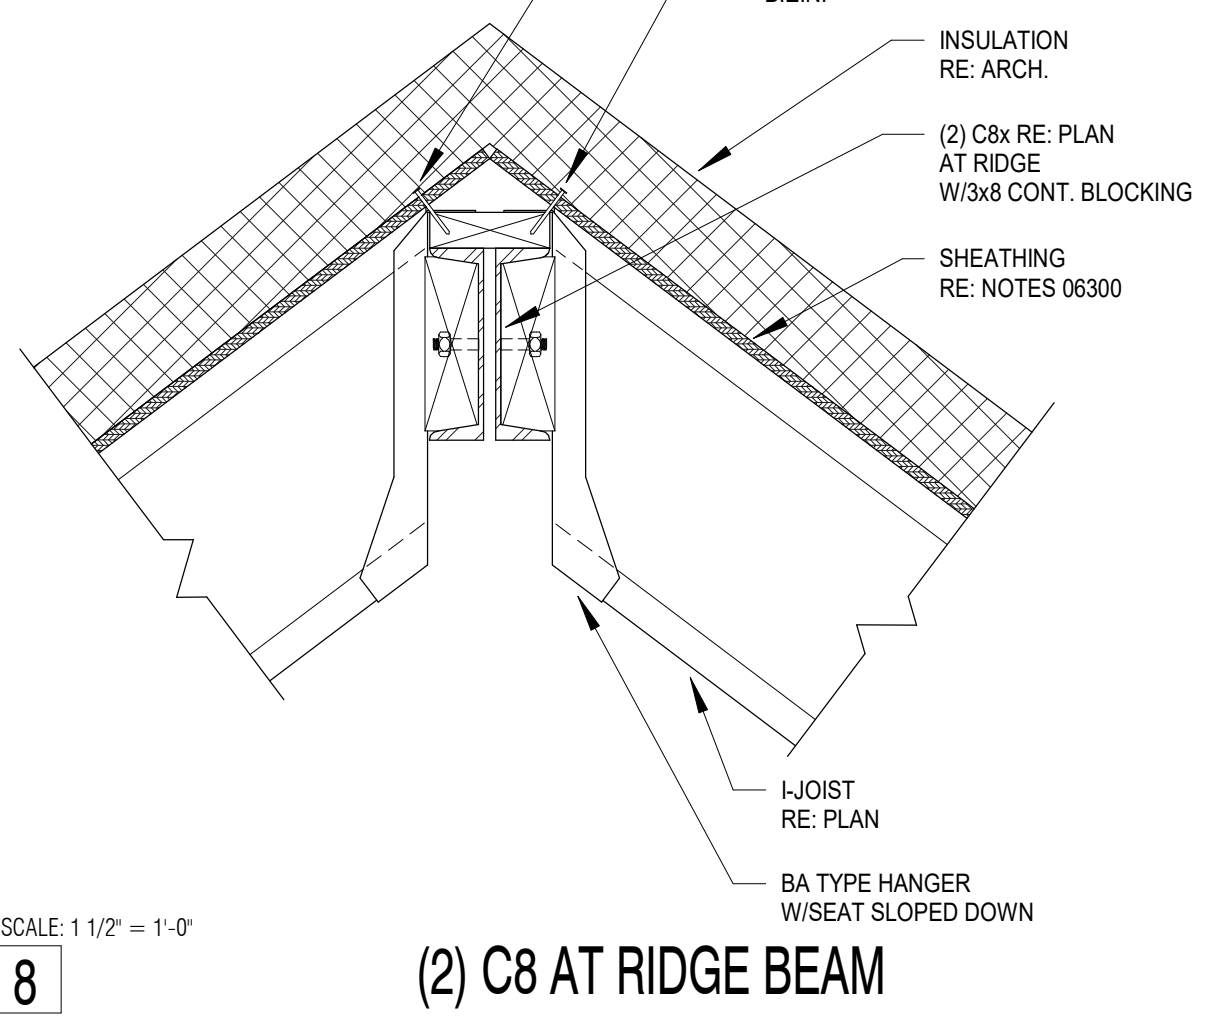 INSULATION
RE: ARCH.
(2) C8x RE: PLAN
AT RIDGE
W/3x8 CONT. BLOCKING
SHEATHING
RE: NOTES 06300
I-JOIST
RE: PLAN
BA TYPE HANGER
W/SEAT SLOPED DOWN
SCALE: 1 1/2" = 1'-0"
8
(2) C8 AT RIDGE BEAM